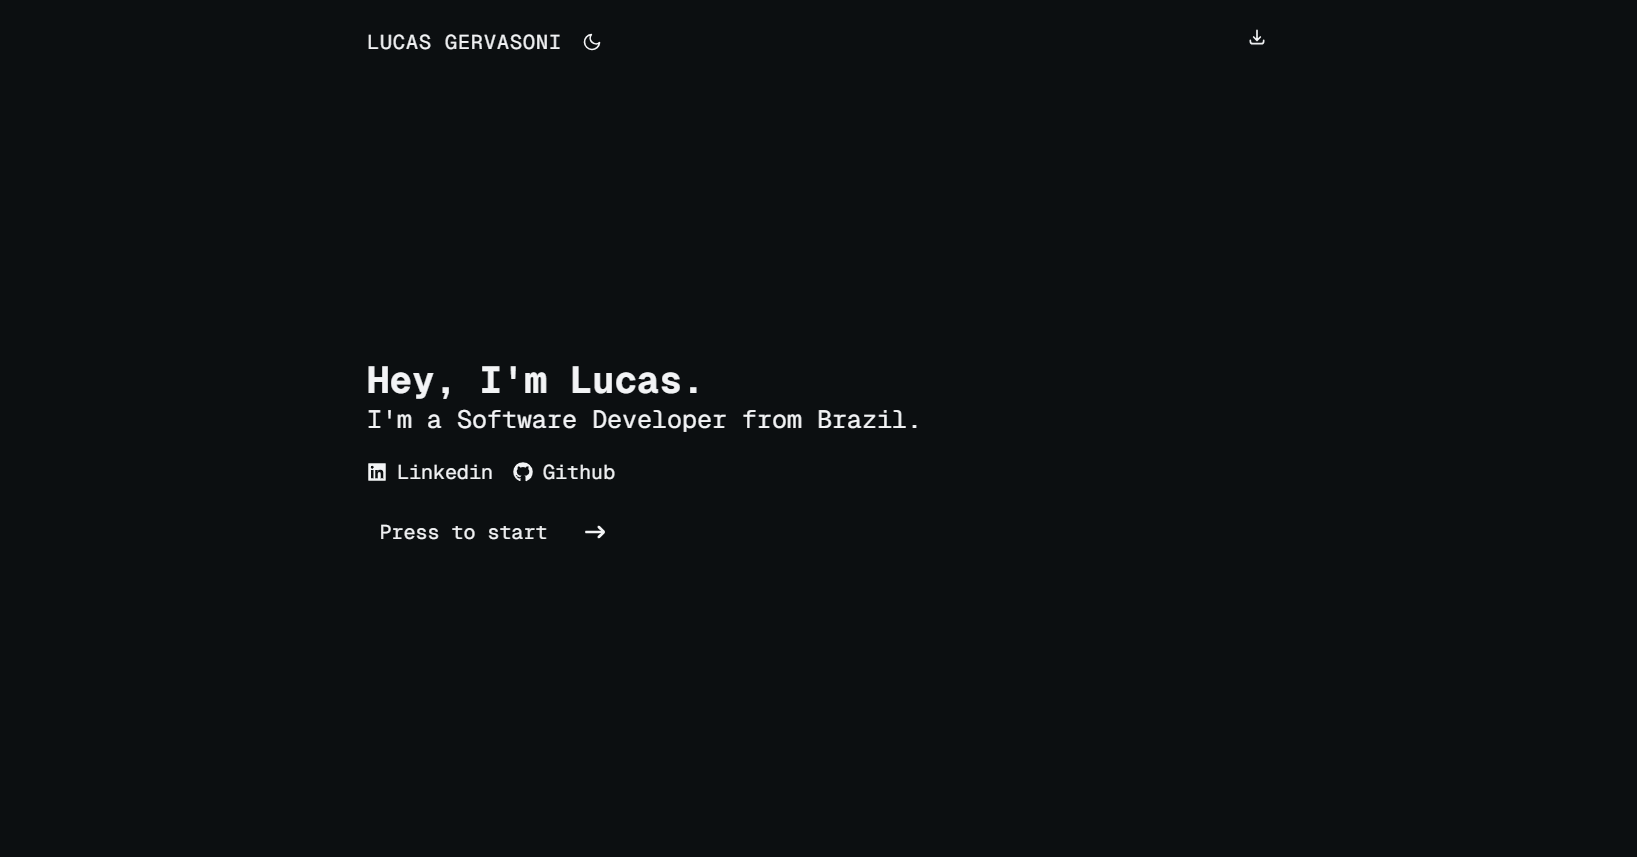 LUCAS GERVASONI
Hey, I'm Lucas.
I'm a Software Developer from Brazil.
Linkedin Github
Press to start